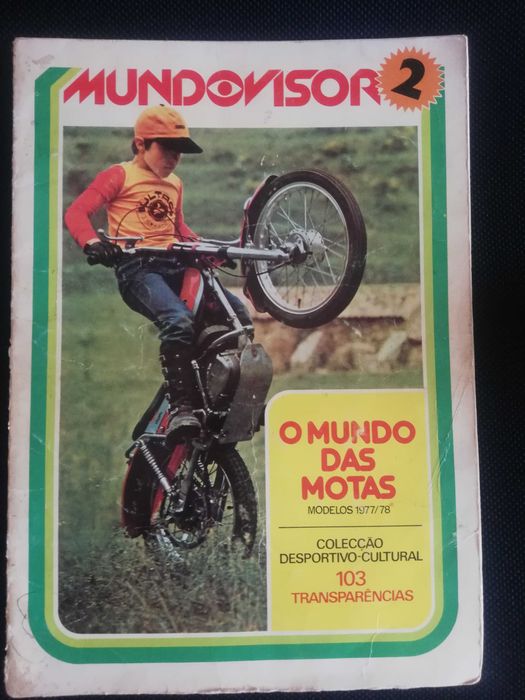 MUNDOVISOR
2
O MUNDO
DAS
MOTAS
MODELOS 1977/78
COLECÇÃO
DESPORTIVO-CULTURAL
103
TRANSPARÊNCIAS